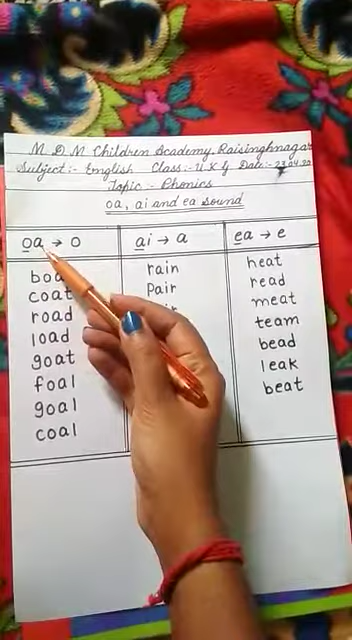 M. D. M Children Academy, Raisinghnagar
Subject:- English Class:- U.K.G Date:- 23.04.20
Topic:- Phonics
oa, ai and ea sound
oa → o ai → a ea → e
rain heat
coat pair read
road meat
load team
goat bead
foal leak
goal beat
coal